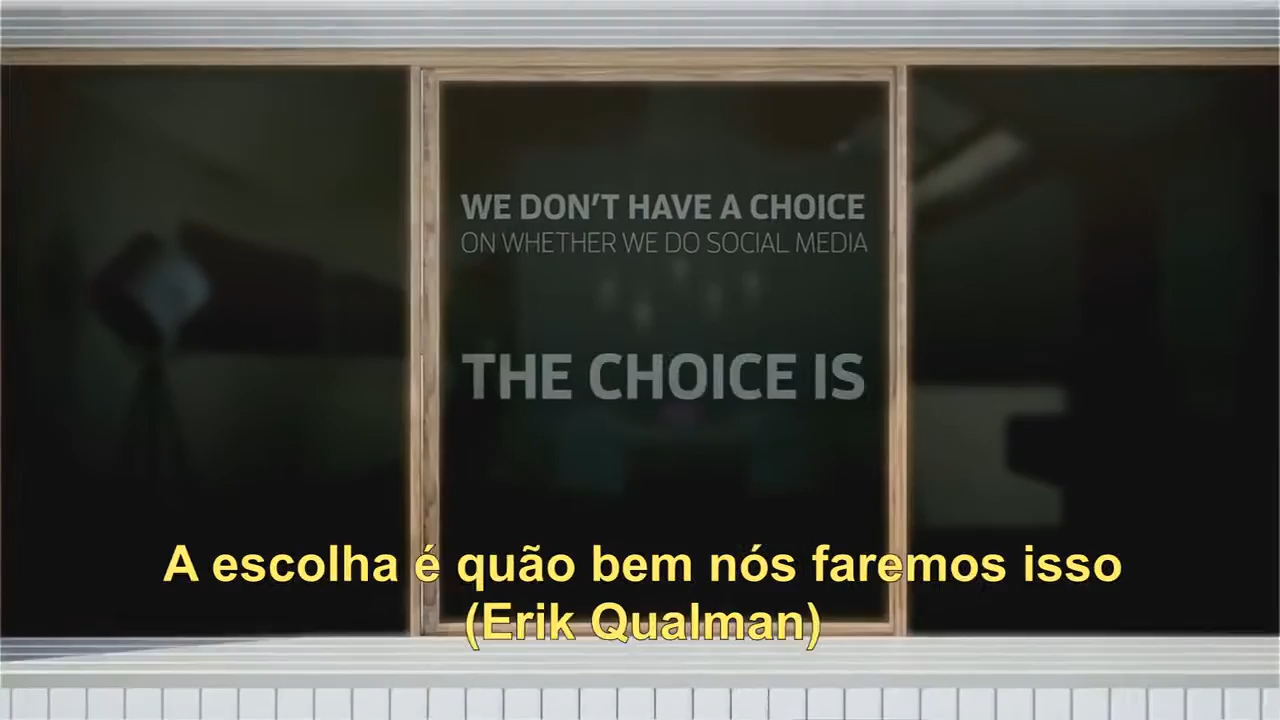 WE DON'T HAVE A CHOICE
ON WHETHER WE DO SOCIAL MEDIA
THE CHOICE IS
A escolha é quão bem nós faremos isso
(Erik Qualman)